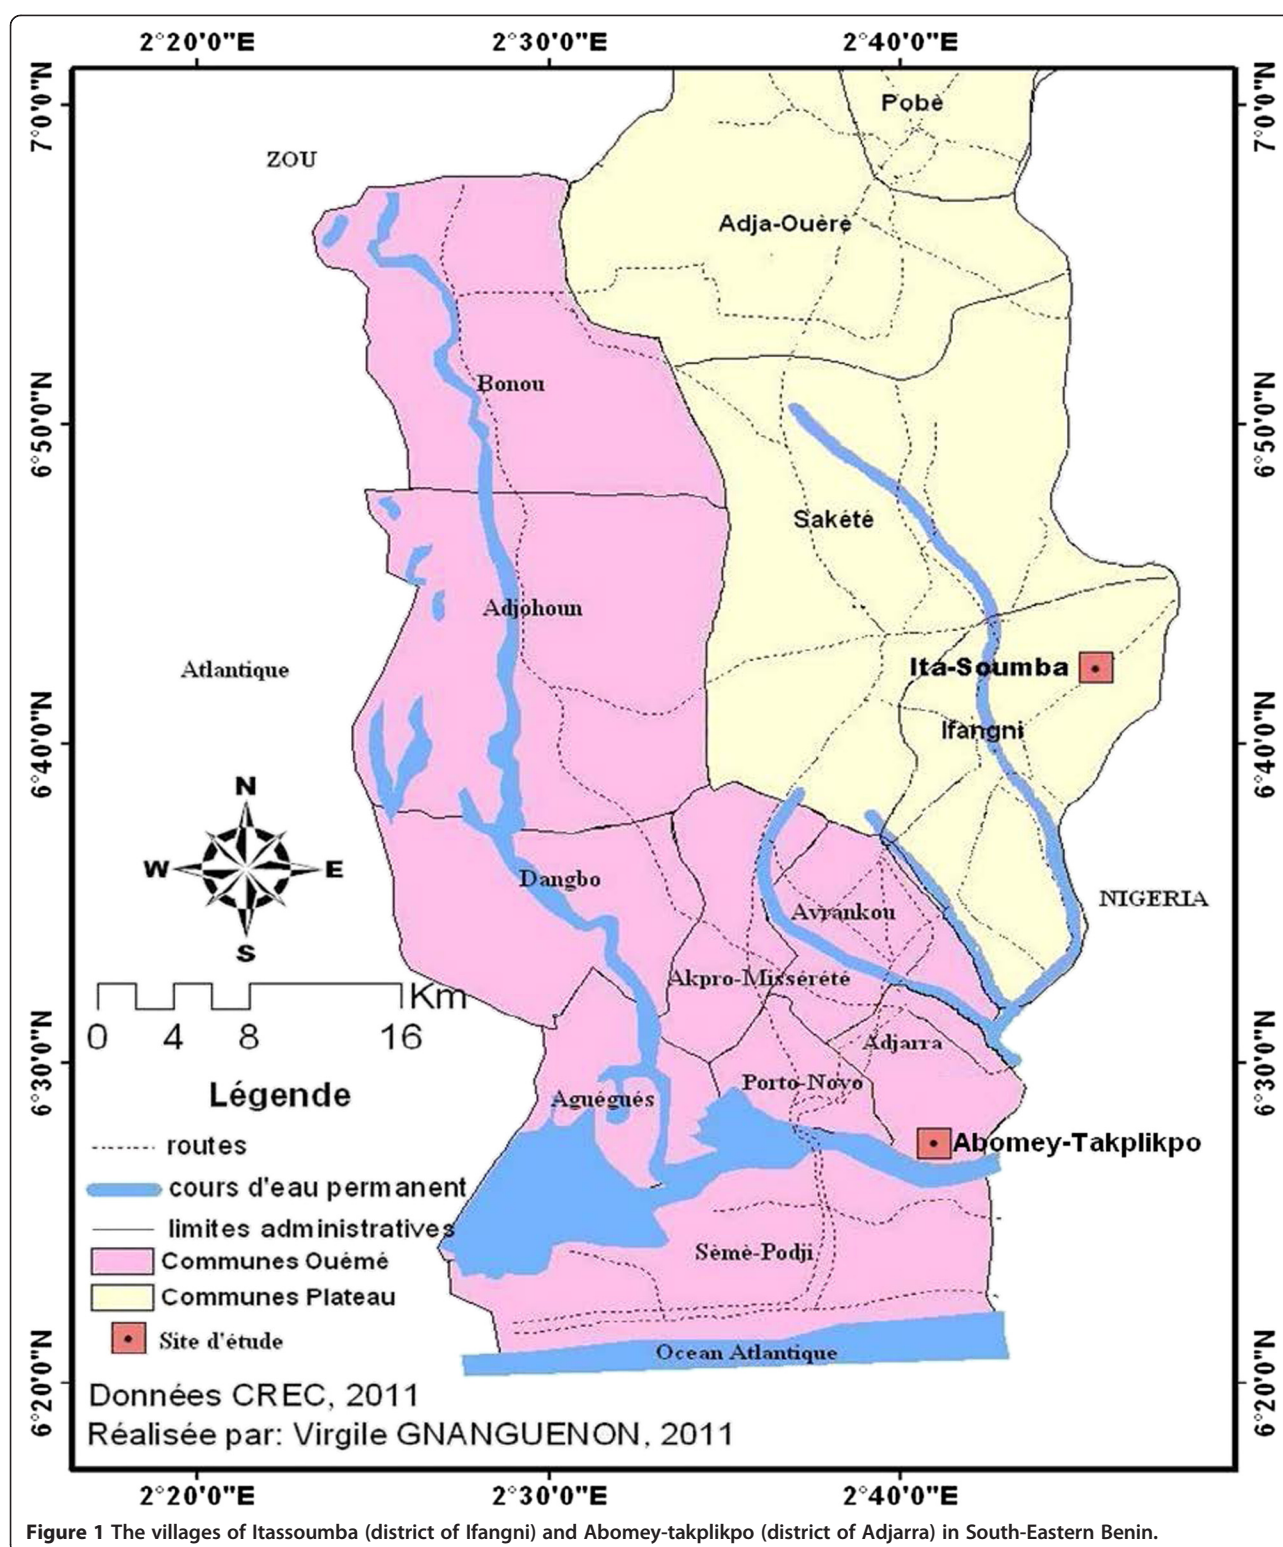 2°20'0"E 2°30'0"E 2°40'0"E
7°0'0"N
7°0'0"N
Pobè
ZOU
Adja-Ouèrè
Bonou
6°50'0"N
6°50'0"N
Sakété
Adjohoun
Atlantique
Ita-Soumba
Ifangni
6°40'0"N
6°40'0"N
N
W E
S
Dangbo
NIGERIA
Avrankou
Akpro-Missérété
Km
0 4 8 16
Adjarra
6°30'0"N
6°30'0"N
Porto-Novo
Aguégués
Abomey-Takplikpo
Légende
routes
cours d'eau permanent
limites administratives
Communes Ouémé
Communes Plateau
Site d'étude
Sèmè-Podji
Ocean Atlantique
6°20'0"N
6°20'0"N
Données CREC, 2011
Réalisée par: Virgile GNANGUENON, 2011
2°20'0"E 2°30'0"E 2°40'0"E
Figure 1 The villages of Itassoumba (district of Ifangni) and Abomey-takplikpo (district of Adjarra) in South-Eastern Benin.